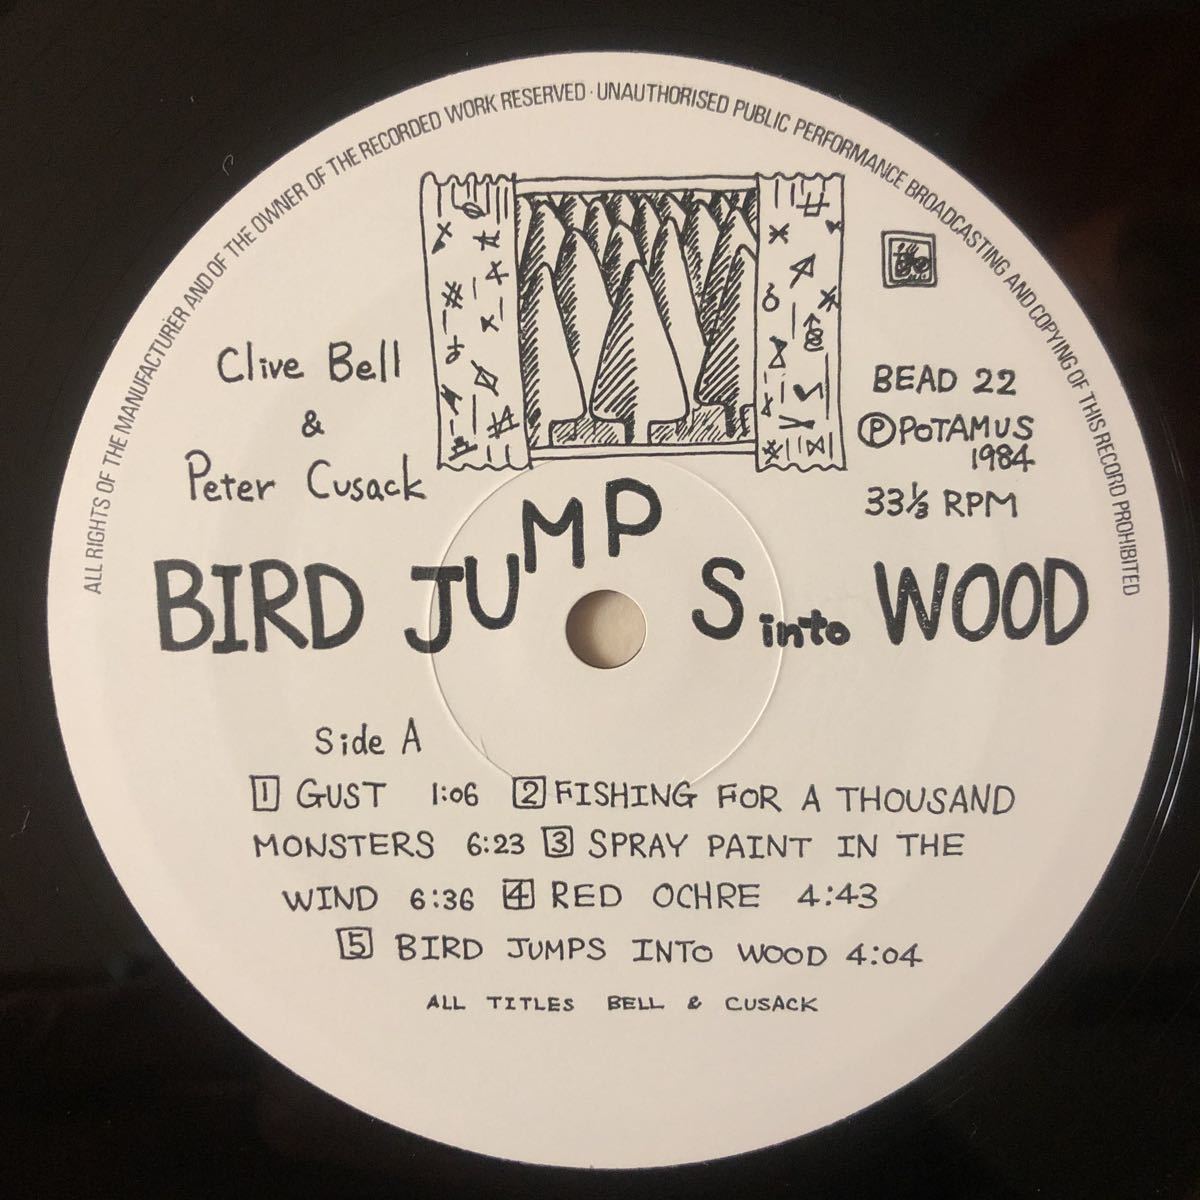 ALL RIGHTS OF THE MANUFACTURER AND OF THE OWNER OF THE RECORDED WORK RESERVED · UNAUTHORISED PUBLIC PERFORMANCE BROADCASTING AND COPYING OF THIS RECORD PROHIBITED
Clive Bell
&
Peter Cusack
BEAD 22
Ⓟ POTAMUS
1984
33⅓ RPM
BIRD JUMPS into WOOD
Side A
1 GUST 1:06 2 FISHING FOR A THOUSAND
MONSTERS 6:23 3 SPRAY PAINT IN THE
WIND 6:36 4 RED OCHRE 4:43
5 BIRD JUMPS INTO WOOD 4:04
ALL TITLES BELL & CUSACK